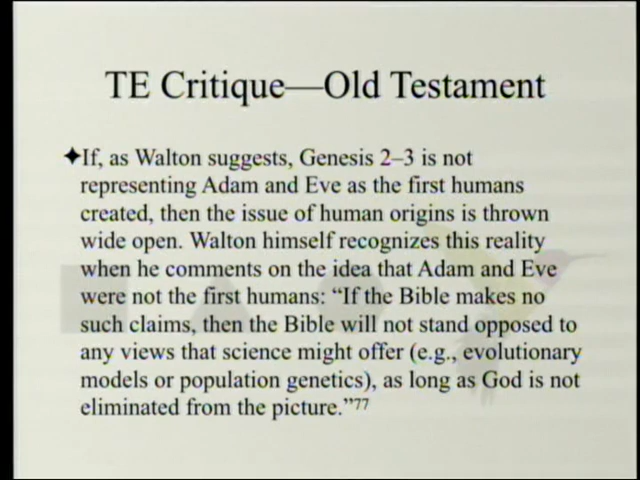 TE Critique—Old Testament
✦If, as Walton suggests, Genesis 2–3 is not
representing Adam and Eve as the first humans
created, then the issue of human origins is thrown
wide open. Walton himself recognizes this reality
when he comments on the idea that Adam and Eve
were not the first humans: “If the Bible makes no
such claims, then the Bible will not stand opposed to
any views that science might offer (e.g., evolutionary
models or population genetics), as long as God is not
eliminated from the picture.”77